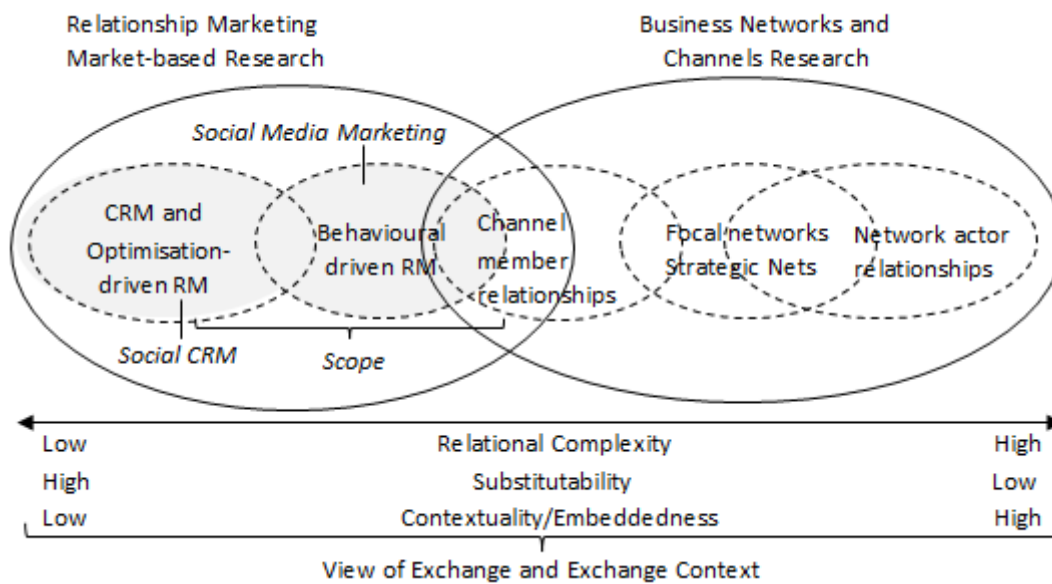 Relationship Marketing
Market-based Research
Business Networks and
Channels Research
Social Media Marketing
CRM and
Optimisation-
driven RM
Behavioural
driven RM
Channel
member
relationships
Focal networks
Strategic Nets
Network actor
relationships
Social CRM
Scope
Low Relational Complexity High
High Substitutability Low
Low Contextuality/Embeddedness High
View of Exchange and Exchange Context